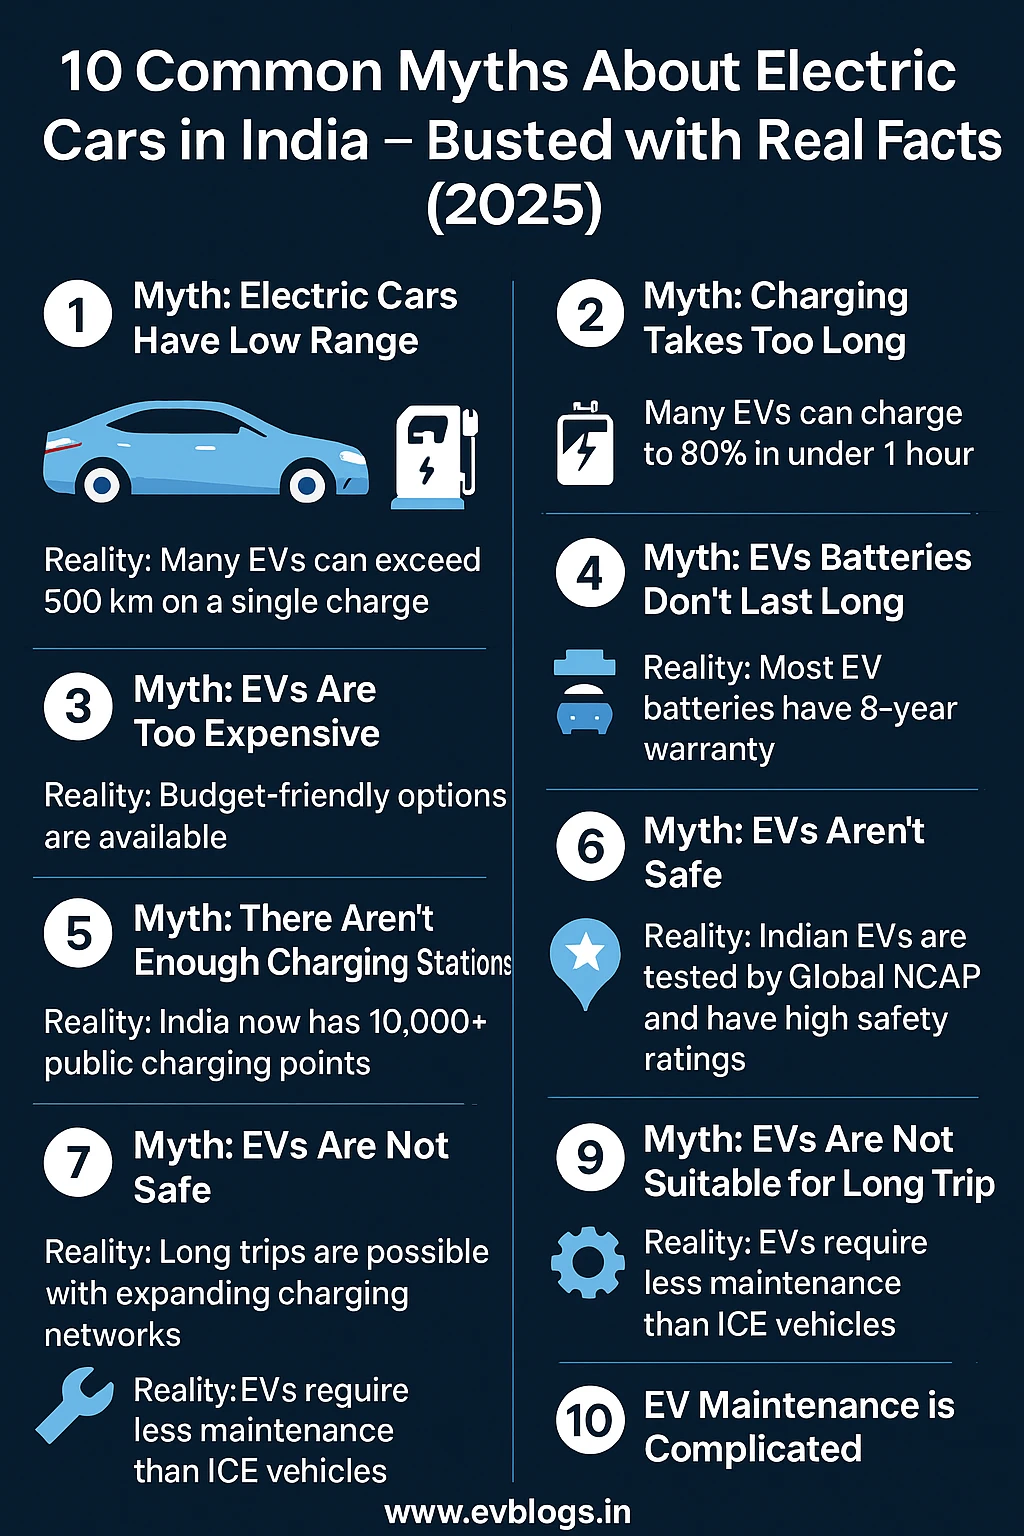 10 Common Myths About Electric
Cars in India – Busted with Real Facts
(2025)
1
Myth: Electric Cars
Have Low Range
Reality: Many EVs can exceed
500 km on a single charge
2
Myth: Charging
Takes Too Long
Many EVs can charge
to 80% in under 1 hour
3
Myth: EVs Are
Too Expensive
Reality: Budget-friendly options
are available
4
Myth: EVs Batteries
Don't Last Long
Reality: Most EV
batteries have 8-year
warranty
5
Myth: There Aren't
Enough Charging Stations
Reality: India now has 10,000+
public charging points
6
Myth: EVs Aren't
Safe
Reality: Indian EVs are
tested by Global NCAP
and have high safety
ratings
7
Myth: EVs Are Not
Safe
Reality: Long trips are possible
with expanding charging
networks
Reality: EVs require
less maintenance
than ICE vehicles
9
Myth: EVs Are Not
Suitable for Long Trip
Reality: EVs require
less maintenance
than ICE vehicles
10
EV Maintenance is
Complicated
www.evblogs.in